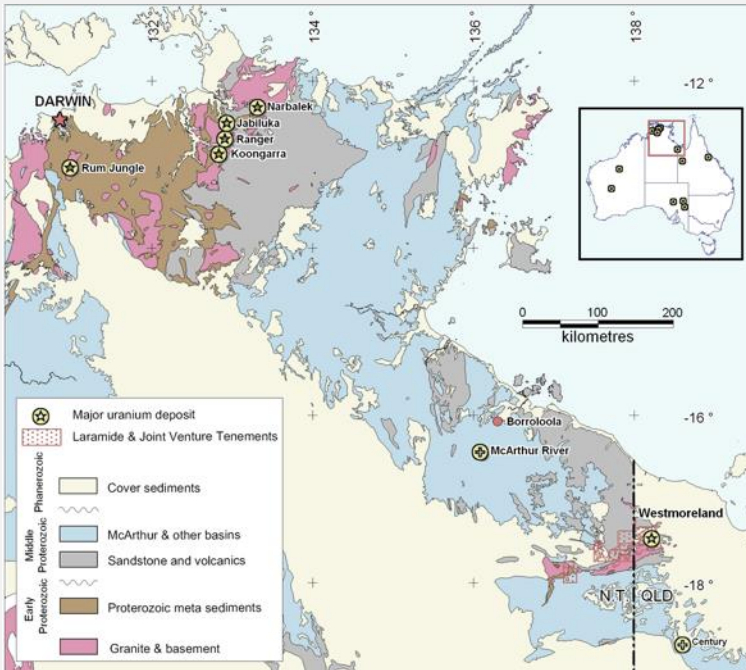 132
134
136
138
-12°
DARWIN
Narbalek
Jabiluka
Ranger
Koongarra
Rum Jungle
0 100 200
kilometres
Major uranium deposit
Laramide & Joint Venture Tenements
Phanerozoic
Cover sediments
Middle
Proterozoic
McArthur & other basins
Sandstone and volcanics
Early
Proterozoic
Proterozoic meta sediments
Granite & basement
-16°
Borroloola
McArthur River
Westmoreland
-18°
N.T. QLD
Century